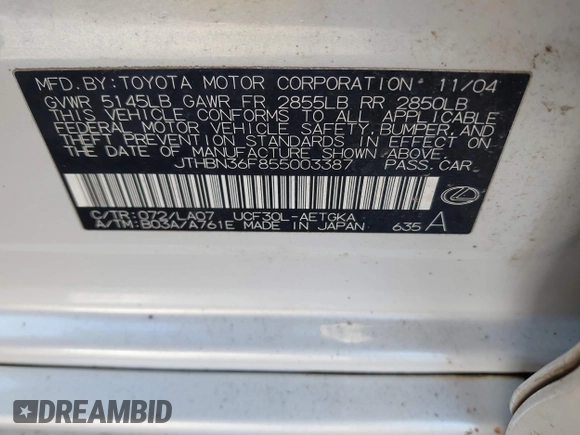 MFD. BY: TOYOTA MOTOR CORPORATION 11/04
GVWR 5145LB GAWR FR 2855LB RR 2850LB
THIS VEHICLE CONFORMS TO ALL APPLICABLE
FEDERAL MOTOR VEHICLE SAFETY, BUMPER, AND
THEFT PREVENTION STANDARDS IN EFFECT ON
THE DATE OF MANUFACTURE SHOWN ABOVE.
JTHBN36F855003387 PASS. CAR
C/TR: 072/LA07 UCF30L-AETGKA
A/TM: B03A/A761E MADE IN JAPAN 635 A
DREAMBID